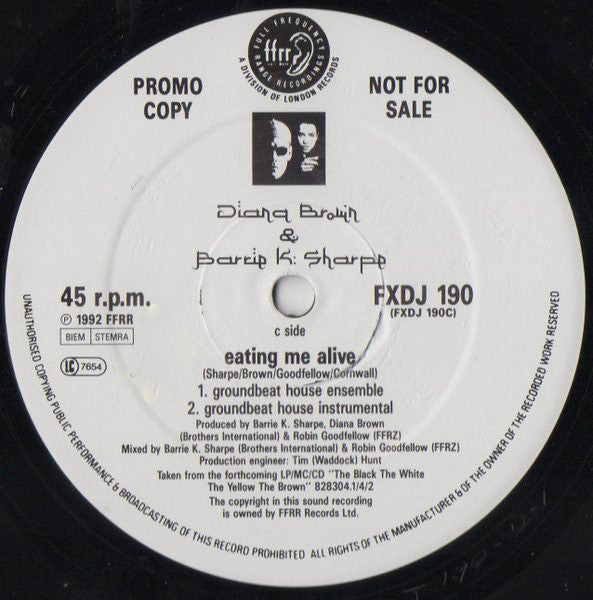 FULL FREQUENCY
RANGE RECORDINGS
ffrr
A DIVISION OF LONDON RECORDS
PROMO
COPY
NOT FOR
SALE
Diana Brown
&
Barrie K. Sharpe
45 r.p.m.
℗ 1992 FFRR
BIEM STEMRA
LC 7654
FXDJ 190
(FXDJ 190C)
c side
eating me alive
(Sharpe/Brown/Goodfellow/Cornwall)
1. groundbeat house ensemble
2. groundbeat house instrumental
Produced by Barrie K. Sharpe, Diana Brown
(Brothers International) & Robin Goodfellow (FFRZ)
Mixed by Barrie K. Sharpe (Brothers International) & Robin Goodfellow (FFRZ)
Production engineer: Tim (Waddock) Hunt
Taken from the forthcoming LP/MC/CD "The Black The White
The Yellow The Brown" 828304.1/4/2
The copyright in this sound recording
is owned by FFRR Records Ltd.
UNAUTHORISED COPYING PUBLIC PERFORMANCE & BROADCASTING OF THIS RECORD PROHIBITED ALL RIGHTS OF THE MANUFACTURER & OF THE OWNER OF THE RECORDED WORK RESERVED